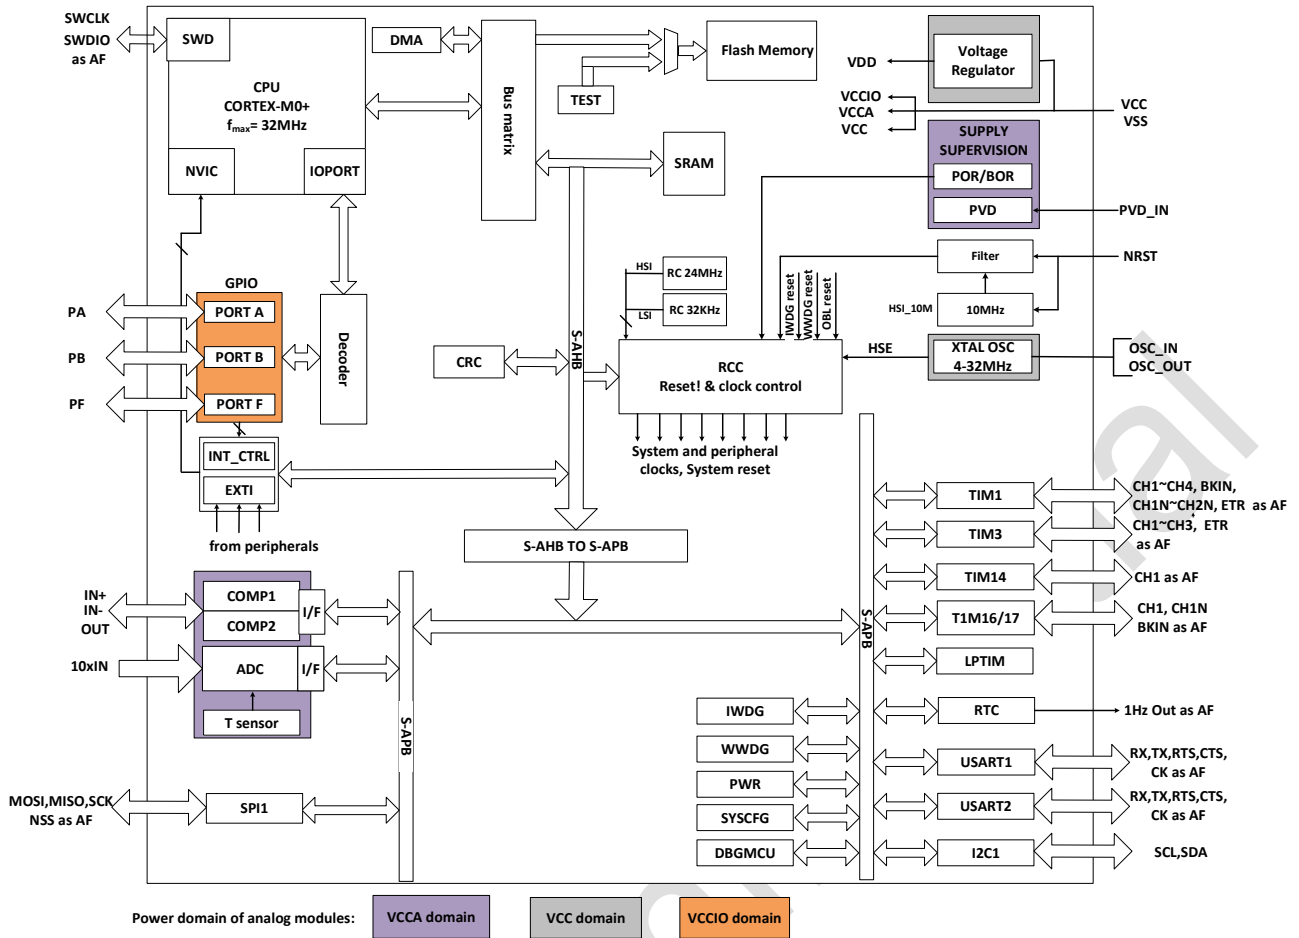 SWCLK
SWDIO
as AF
SWD
CPU
CORTEX-M0+
fmax= 32MHz
NVIC
IOPORT
DMA
Bus matrix
TEST
Flash Memory
SRAM
Voltage
Regulator
VDD
VCCIO
VCCA
VCC
VCC
VSS
SUPPLY
SUPERVISION
POR/BOR
PVD
PVD_IN
Filter
NRST
HSI_10M
10MHz
HSI
RC 24MHz
LSI
RC 32KHz
IWDG reset
WWDG reset
OBL reset
HSE
XTAL OSC
4-32MHz
OSC_IN
OSC_OUT
GPIO
PA
PORT A
PB
PORT B
PF
PORT F
Decoder
CRC
S-AHB
RCC
Reset! & clock control
System and peripheral
clocks, System reset
INT_CTRL
EXTI
from peripherals
S-AHB TO S-APB
IN+
IN-
OUT
COMP1
COMP2
I/F
10xIN
ADC
I/F
T sensor
S-APB
S-APB
MOSI,MISO,SCK
NSS as AF
SPI1
TIM1
CH1~CH4, BKIN,
CH1N~CH2N, ETR as AF
TIM3
CH1~CH3, ETR
as AF
TIM14
CH1 as AF
T1M16/17
CH1, CH1N
BKIN as AF
LPTIM
IWDG
RTC
1Hz Out as AF
WWDG
USART1
RX,TX,RTS,CTS,
CK as AF
PWR
SYSCFG
USART2
RX,TX,RTS,CTS,
CK as AF
DBGMCU
I2C1
SCL,SDA
Power domain of analog modules:
VCCA domain
VCC domain
VCCIO domain